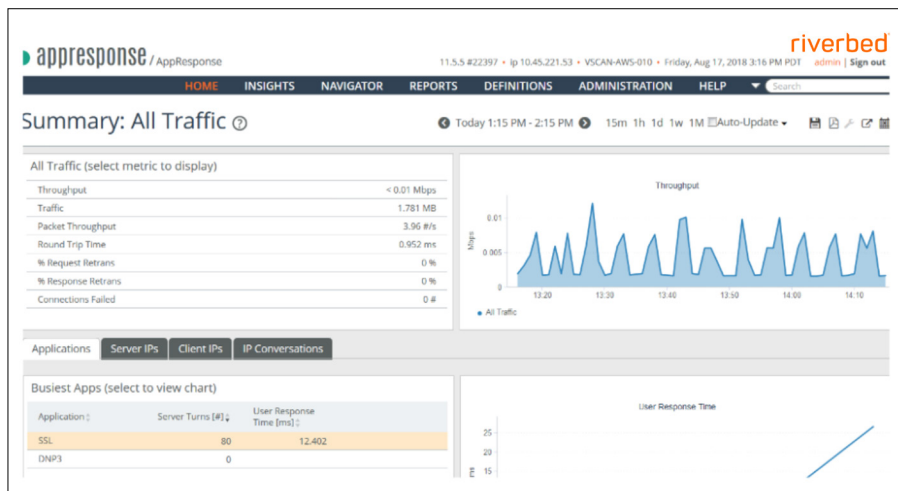 riverbed
appresponse / AppResponse
11.5.5 #22397 • ip 10.45.221.53 • VSCAN-AWS-010 • Friday, Aug 17, 2018 3:16 PM PDT admin | Sign out
HOME INSIGHTS NAVIGATOR REPORTS DEFINITIONS ADMINISTRATION HELP Search
Summary: All Traffic
Today 1:15 PM - 2:15 PM 15m 1h 1d 1w 1M Auto-Update
All Traffic (select metric to display)
Throughput < 0.01 Mbps
Traffic 1.781 MB
Packet Throughput 3.96 #/s
Round Trip Time 0.952 ms
% Request Retrans 0 %
% Response Retrans 0 %
Connections Failed 0 #
Throughput
Mbps
0.01
0.005
0
13:20 13:30 13:40 13:50 14:00 14:10
All Traffic
Applications Server IPs Client IPs IP Conversations
Busiest Apps (select to view chart)
Application Server Turns [#] User Response Time [ms]
SSL 80 12.402
DNP3 0
User Response Time
25
20
15